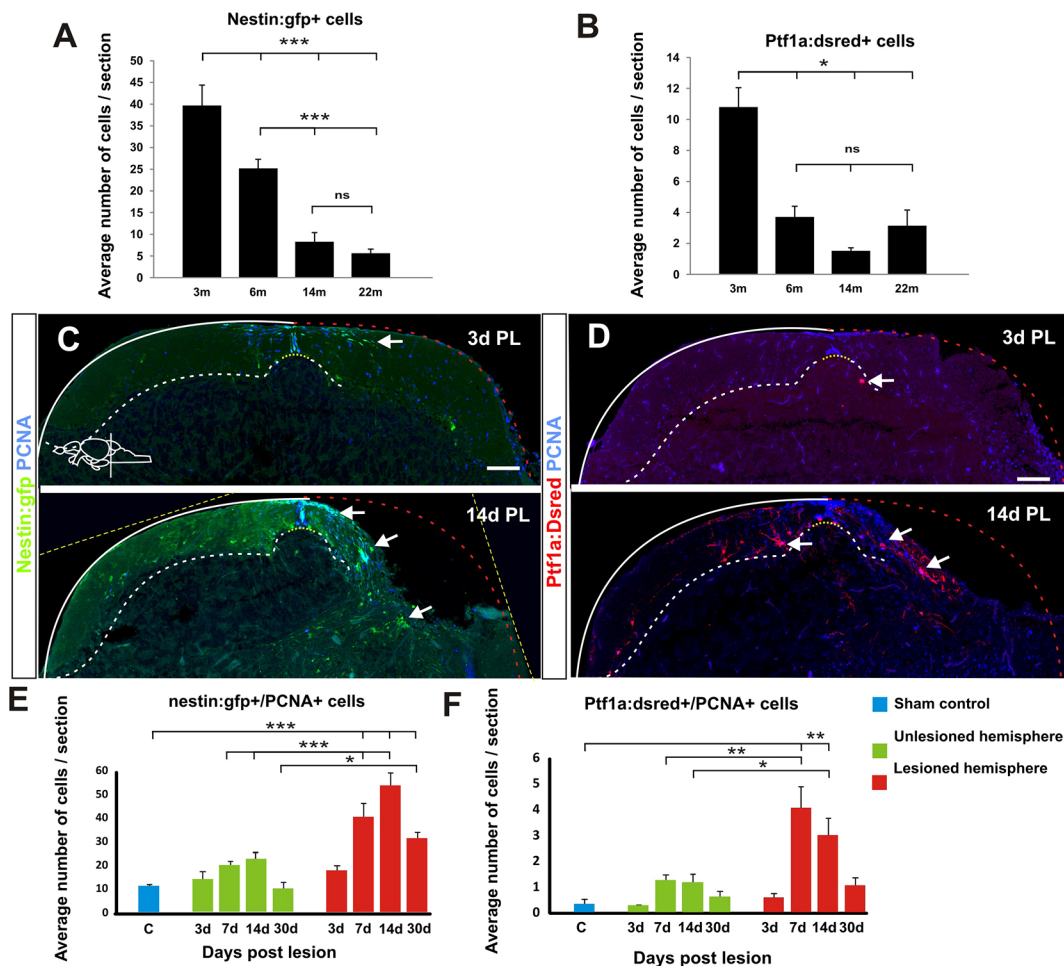 A
Nestin:gfp+ cells
***
***
ns
Average number of cells / section
50
45
40
35
30
25
20
15
10
5
0
3m 6m 14m 22m
B
Ptf1a:dsred+ cells
*
ns
Average number of cells / section
14
12
10
8
6
4
2
0
3m 6m 14m 22m
Nestin:gfp PCNA
C
3d PL
14d PL
Ptf1a:Dsred PCNA
D
3d PL
14d PL
E
nestin:gfp+/PCNA+ cells
***
***
*
Average number of cells / section
60
50
40
30
20
10
0
C 3d 7d 14d 30d 3d 7d 14d 30d
Days post lesion
F
Ptf1a:dsred+/PCNA+ cells
**
**
*
Average number of cells / section
6
5
4
3
2
1
0
C 3d 7d 14d 30d 3d 7d 14d 30d
Days post lesion
Sham control
Unlesioned hemisphere
Lesioned hemisphere